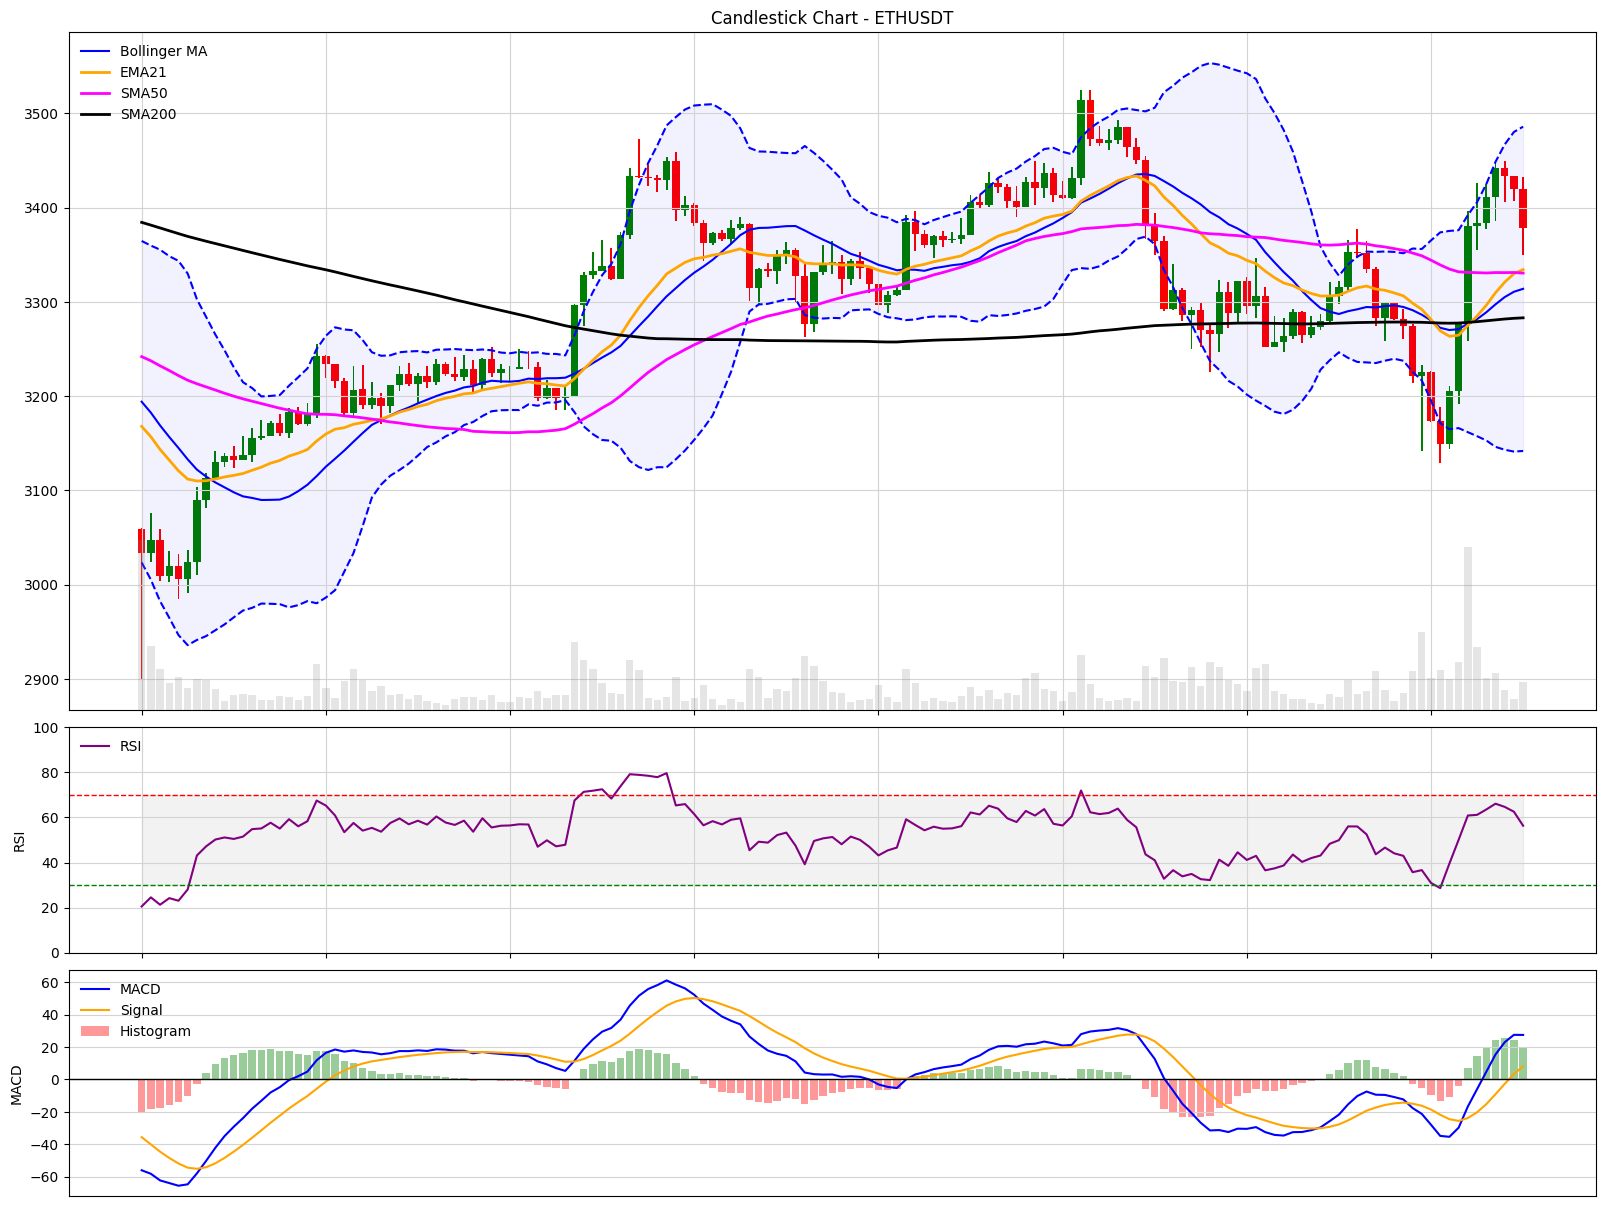 Candlestick Chart - ETHUSDT
Bollinger MA
EMA21
SMA50
SMA200
3500
3400
3300
3200
3100
3000
2900
RSI
RSI
100
80
60
40
20
0
MACD
Signal
Histogram
MACD
60
40
20
0
−20
−40
−60